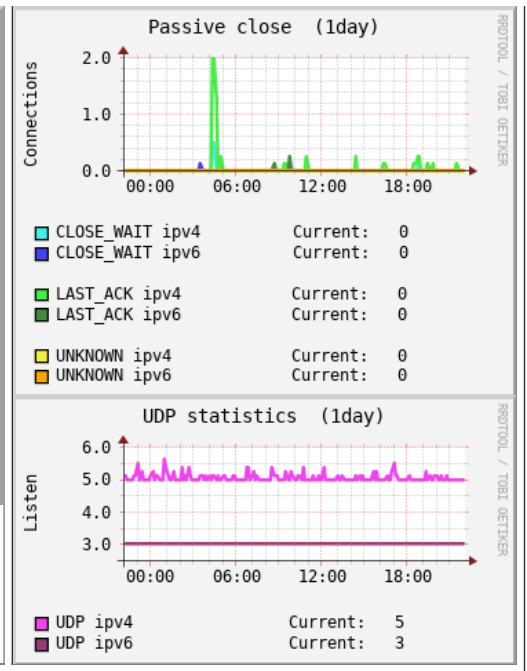 Passive close  (1day)
RRDTOOL / TOBI OETIKER
Connections
2.0
1.0
0.0
00:00 06:00 12:00 18:00
CLOSE_WAIT ipv4 Current: 0
CLOSE_WAIT ipv6 Current: 0
LAST_ACK ipv4 Current: 0
LAST_ACK ipv6 Current: 0
UNKNOWN ipv4 Current: 0
UNKNOWN ipv6 Current: 0
UDP statistics  (1day)
RRDTOOL / TOBI OETIKER
Listen
6.0
5.0
4.0
3.0
00:00 06:00 12:00 18:00
UDP ipv4 Current: 5
UDP ipv6 Current: 3